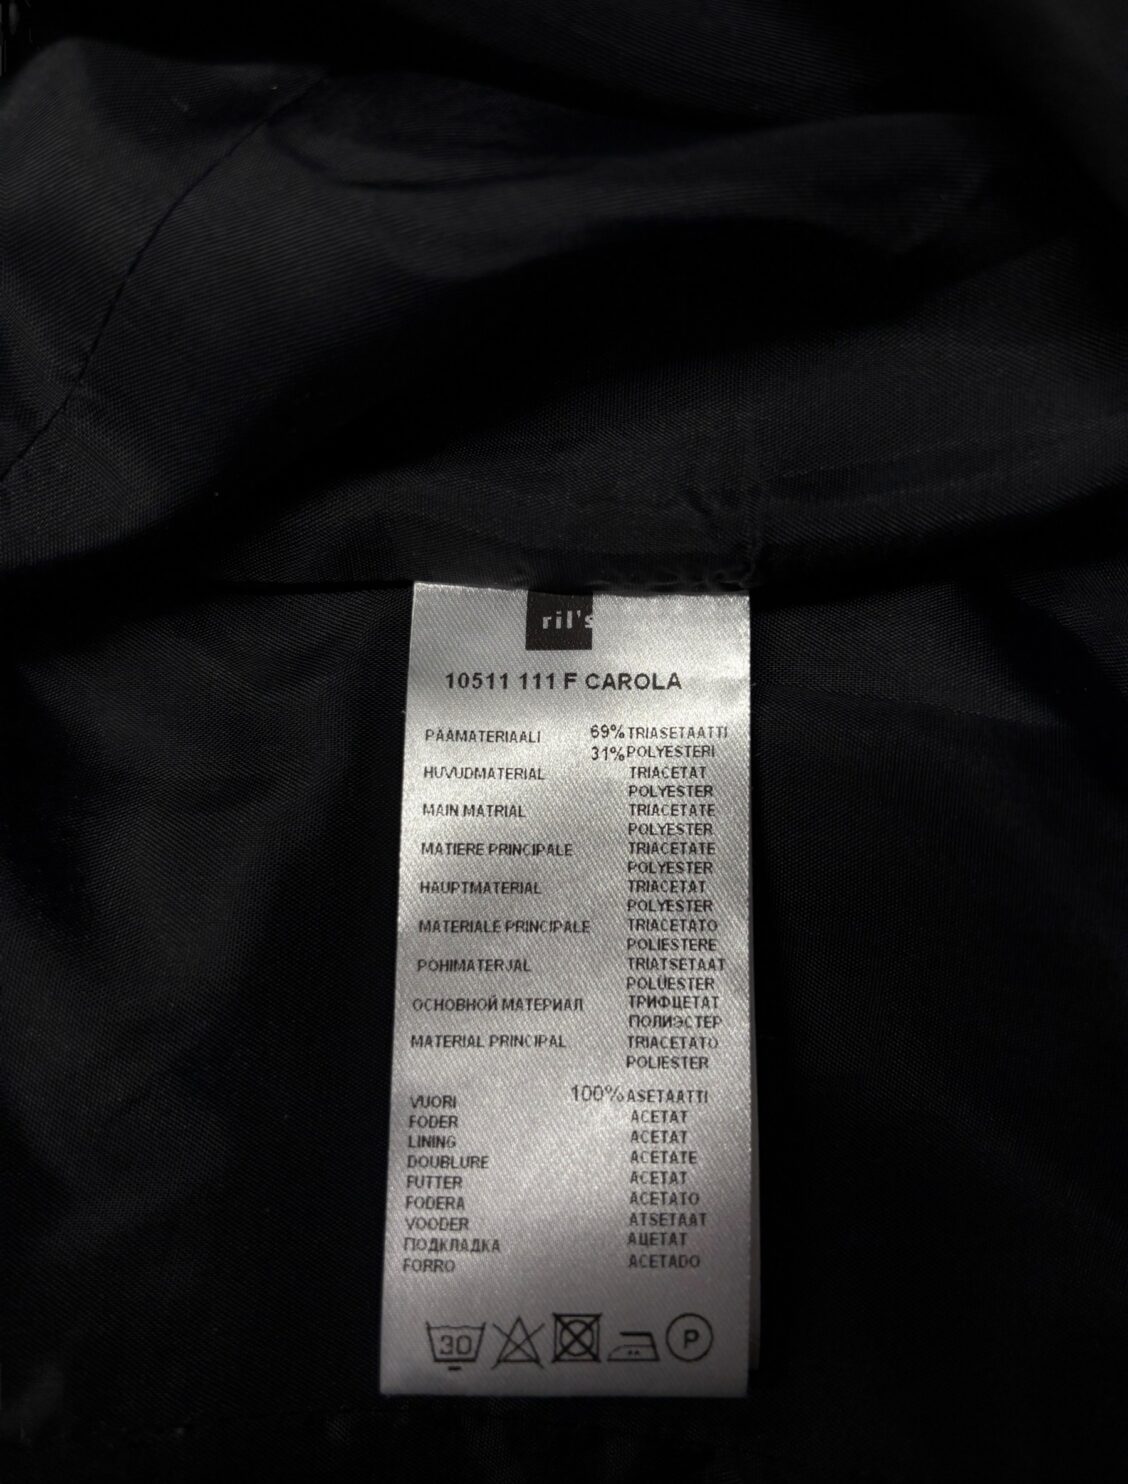 ril's
10511 111 F CAROLA
PÄÄMATERIAALI 69% TRIASETAATTI
31% POLYESTERI
HUVUDMATERIAL TRIACETAT
POLYESTER
MAIN MATRIAL TRIACETATE
POLYESTER
MATIERE PRINCIPALE TRIACETATE
POLYESTER
HAUPTMATERIAL TRIACETAT
POLYESTER
MATERIALE PRINCIPALE TRIACETATO
POLIESTERE
POHIMATERJAL TRIATSETAAT
POLUESTER
ОСНОВНОЙ МАТЕРИАЛ ТРИФЦЕТАТ
ПОЛИЭСТЕР
MATERIAL PRINCIPAL TRIACETATO
POLIESTER
VUORI 100% ASETAATTI
FODER ACETAT
LINING ACETAT
DOUBLURE ACETATE
FUTTER ACETAT
FODERA ACETATO
VOODER ATSETAAT
ПОДКЛАДКА АЦЕТАТ
FORRO ACETADO
30 P